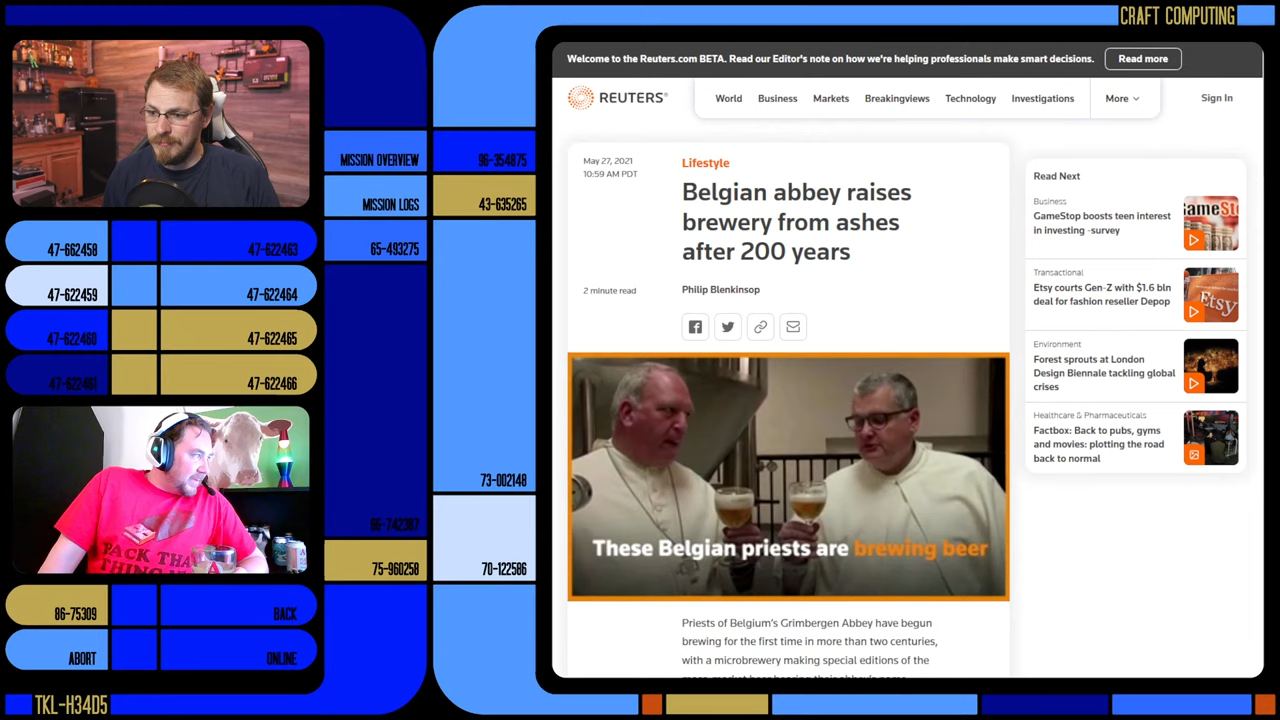 CRAFT COMPUTING
MISSION OVERVIEW
96-354875
MISSION LOGS
43-635265
47-662458
47-622463
65-493275
47-622459
47-622464
47-622460
47-622465
47-622461
47-622466
73-002148
75-960258
70-122586
PACK THAT
86-75309
BACK
ABORT
ONLINE
TKL-H34D5
Welcome to the Reuters.com BETA. Read our Editor's note on how we're helping professionals make smart decisions.
Read more
REUTERS®
World
Business
Markets
Breakingviews
Technology
Investigations
More
Sign In
May 27, 2021
10:59 AM PDT
Lifestyle
Belgian abbey raises
brewery from ashes
after 200 years
2 minute read
Philip Blenkinsop
These Belgian priests are brewing beer
Priests of Belgium's Grimbergen Abbey have begun
brewing for the first time in more than two centuries,
with a microbrewery making special editions of the
Read Next
Business
GameStop boosts teen interest
in investing -survey
Transactional
Etsy courts Gen-Z with $1.6 bln
deal for fashion reseller Depop
Etsy
Environment
Forest sprouts at London
Design Biennale tackling global
crises
Healthcare & Pharmaceuticals
Factbox: Back to pubs, gyms
and movies: plotting the road
back to normal